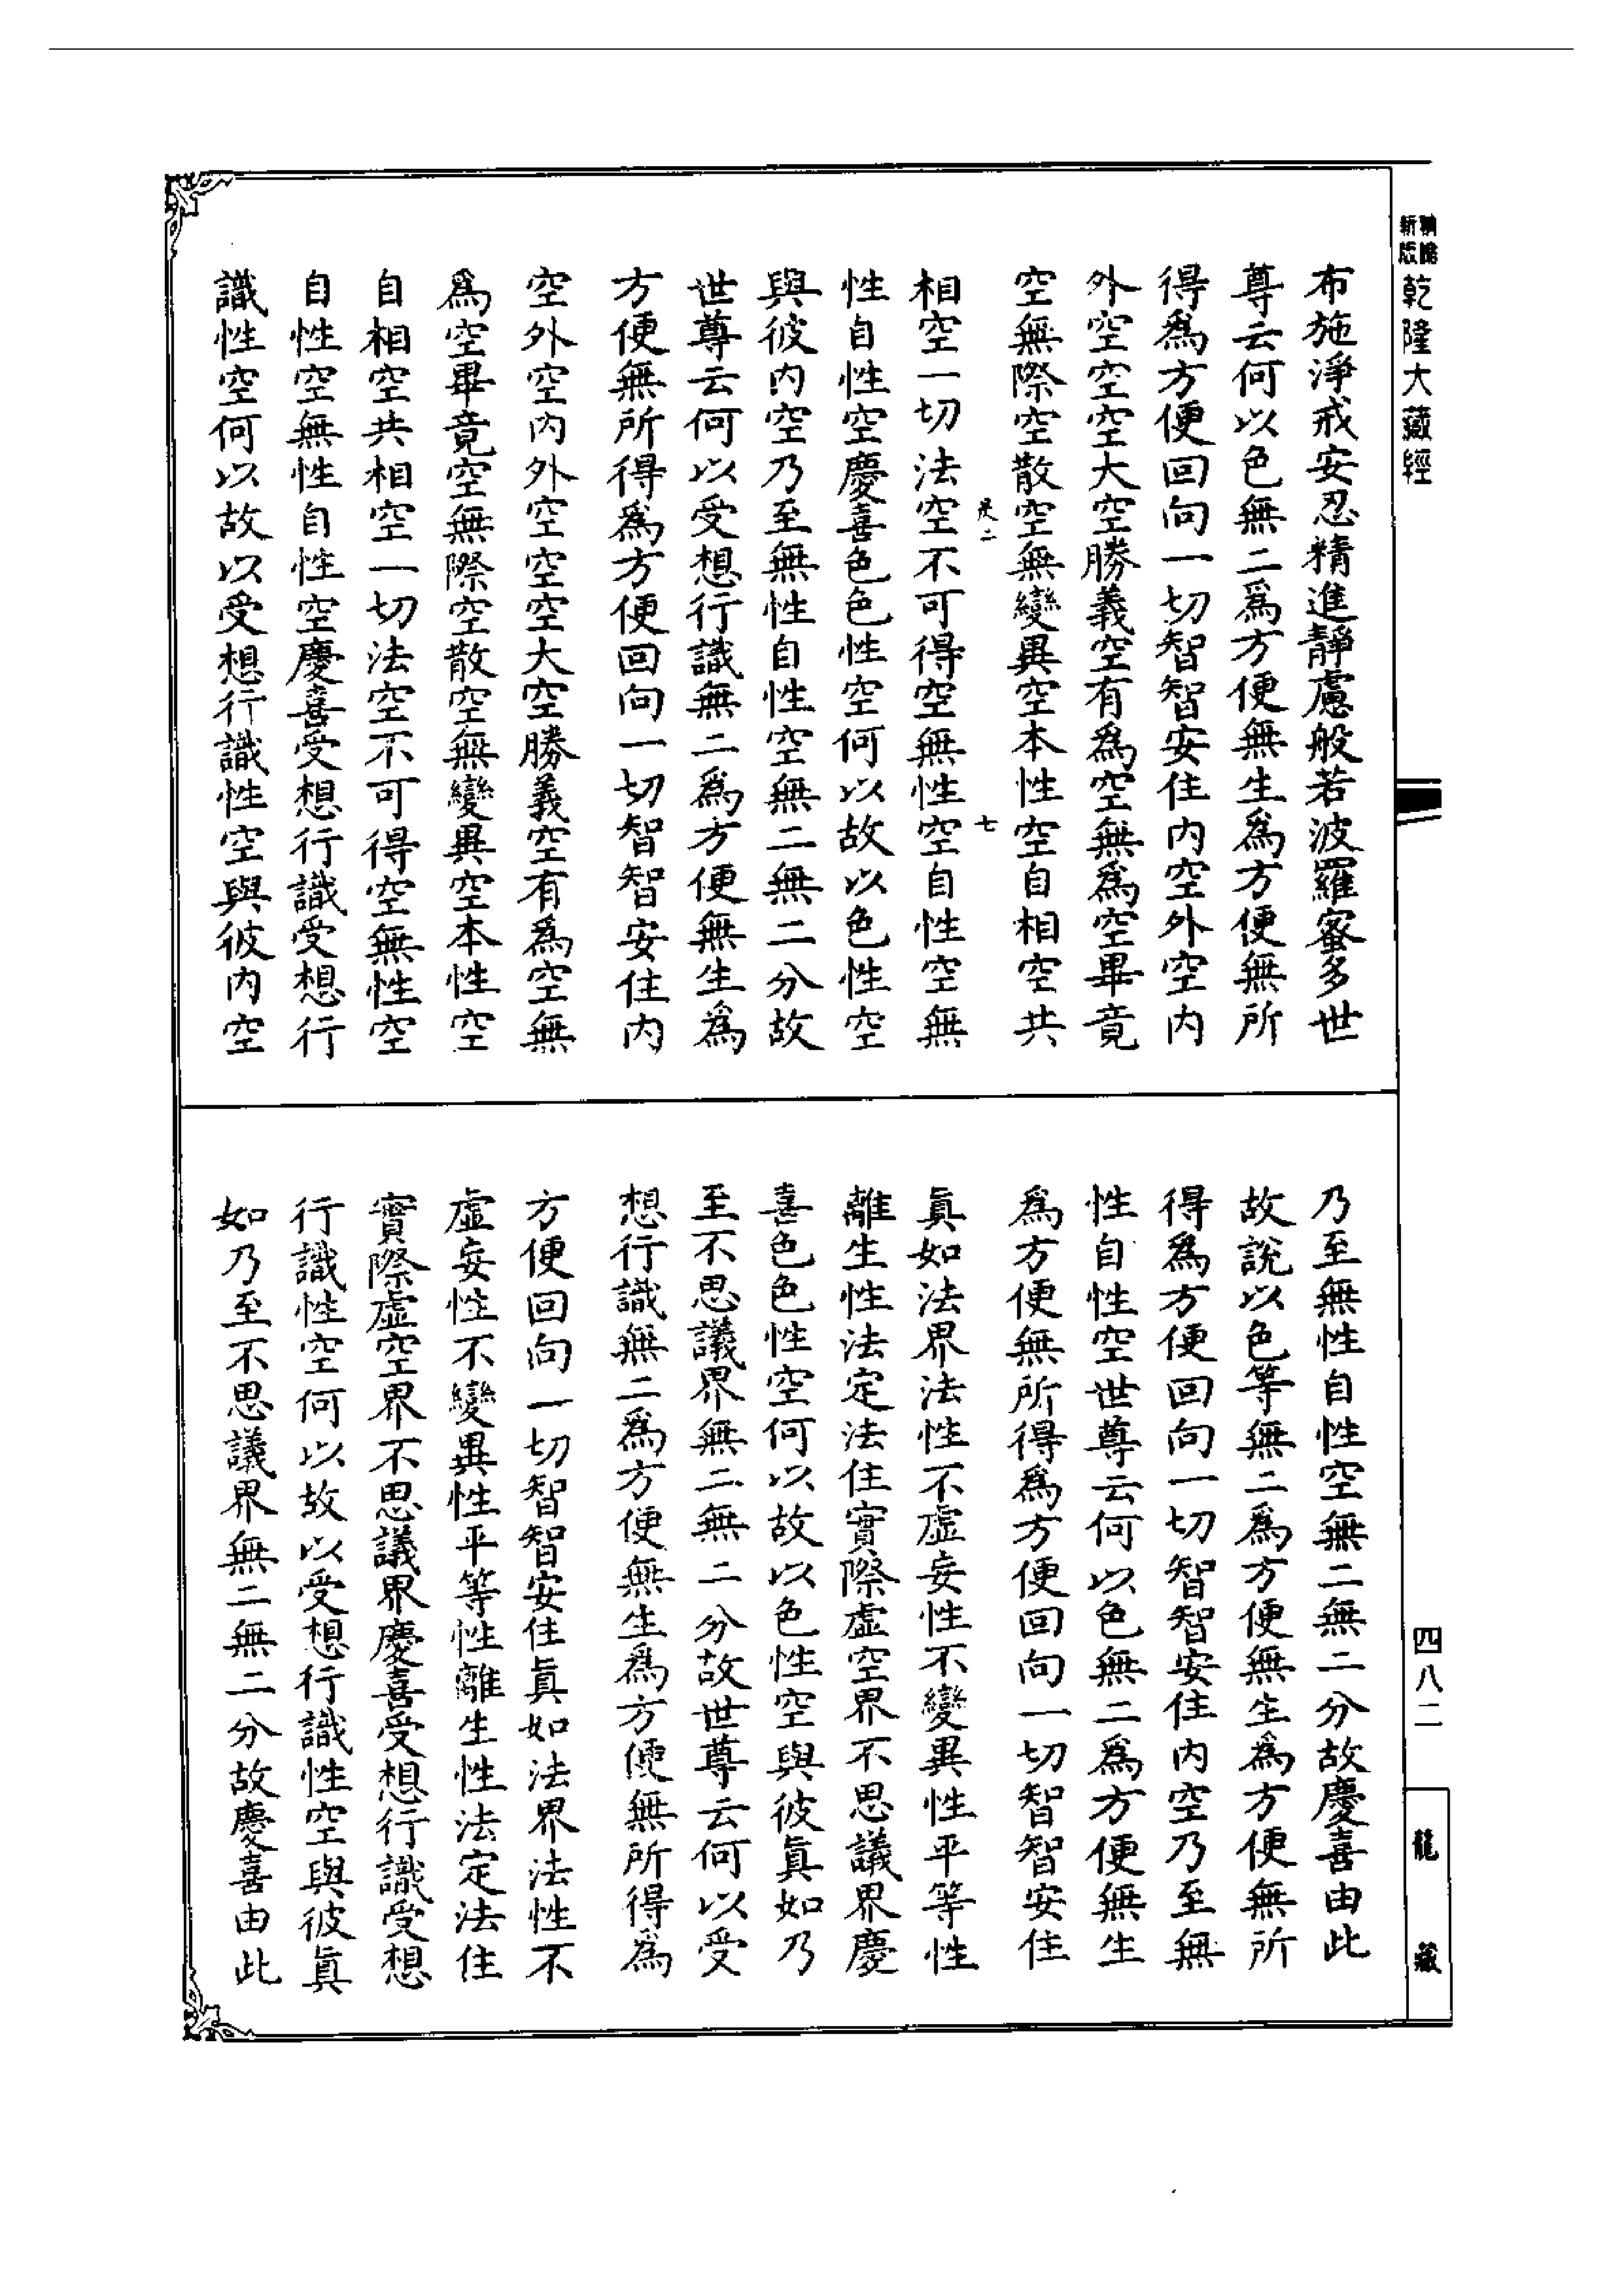 乾隆大藏經
布施淨戒安忍精進靜慮般若波羅蜜多世
尊云何以色無二爲方便無生爲方便無所
得爲方便回向一切智智安住內空外空內
外空空空大空勝義空有爲空無爲空畢竟
空無際空散空無變異空本性空自相空共
七
相空一切法空不可得空無性空自性空無
性自性空慶喜色色性空何以故以色性空
與彼內空乃至無性自性空無二無二分故
世尊云何以受想行識無二爲方便無生爲
方便無所得爲方便回向一切智智安住內
空外空內外空空空大空勝義空有爲空無
爲空畢竟空無際空散空無變異空本性空
自相空共相空一切法空不可得空無性空
自性空無性自性空慶喜受想行識受想行
識性空何以故以受想行識性空與彼內空
乃至無性自性空無二無二分故慶喜由此
故說以色等無二爲方便無生爲方便無所
得爲方便回向一切智智安住內空乃至無
性自性空世尊云何以色無二爲方便無生
爲方便無所得爲方便回向一切智智安住
眞如法界法性不虛妄性不變異性平等性
離生性法定法住實際虛空界不思議界慶
喜色色性空何以故以色性空與彼眞如乃
至不思議界無二無二分故世尊云何以受
想行識無二爲方便無生爲方便無所得爲
方便回向一切智智安住眞如法界法性不
虛妄性不變異性平等性離生性法定法住
實際虛空界不思議界慶喜受想行識受想
行識性空何以故以受想行識性空與彼眞
如乃至不思議界無二無二分故慶喜由此
四八二
龍藏